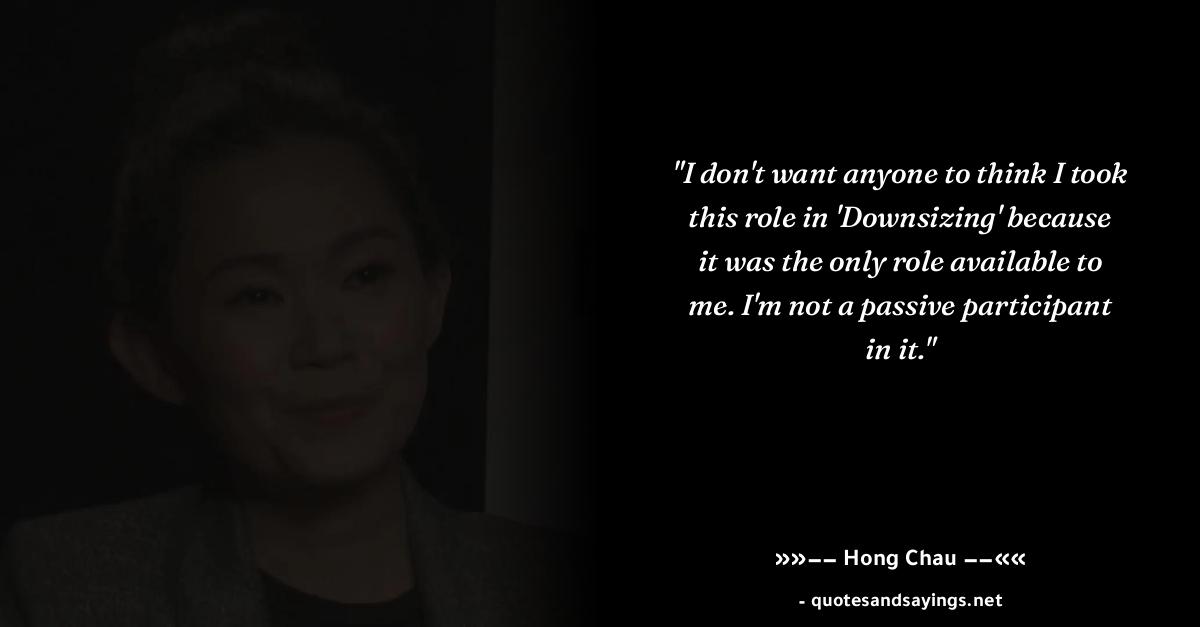 "I don't want anyone to think I took
this role in 'Downsizing' because
it was the only role available to
me. I'm not a passive participant
in it."
»»–– Hong Chau ––««
- quotesandsayings.net